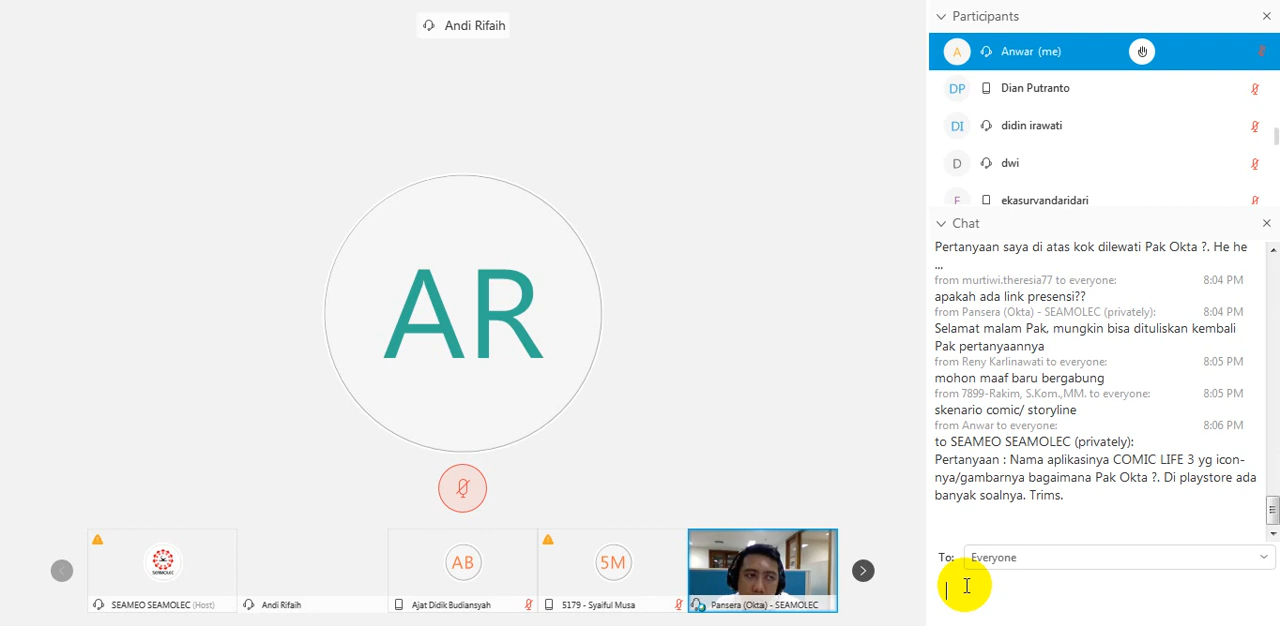 Andi Rifaih
AR
SEAMOLEC
SEAMEO SEAMOLEC (Host)
Andi Rifaih
AB
Ajat Didik Budiansyah
5M
5179 - Syaiful Musa
Pansera (Okta) - SEAMOLEC
Participants
A Anwar (me)
DP Dian Putranto
DI didin irawati
D dwi
E ekasuryandaridari
Chat
Pertanyaan saya di atas kok dilewati Pak Okta ?. He he
...
from murtiwi.theresia77 to everyone: 8:04 PM
apakah ada link presensi??
from Pansera (Okta) - SEAMOLEC (privately): 8:04 PM
Selamat malam Pak, mungkin bisa dituliskan kembali
Pak pertanyaannya
from Reny Karlinawati to everyone: 8:05 PM
mohon maaf baru bergabung
from 7899-Rakim, S.Kom.,MM. to everyone: 8:05 PM
skenario comic/ storyline
from Anwar to everyone: 8:06 PM
to SEAMEO SEAMOLEC (privately):
Pertanyaan : Nama aplikasinya COMIC LIFE 3 yg icon-
nya/gambarnya bagaimana Pak Okta ?. Di playstore ada
banyak soalnya. Trims.
To: Everyone